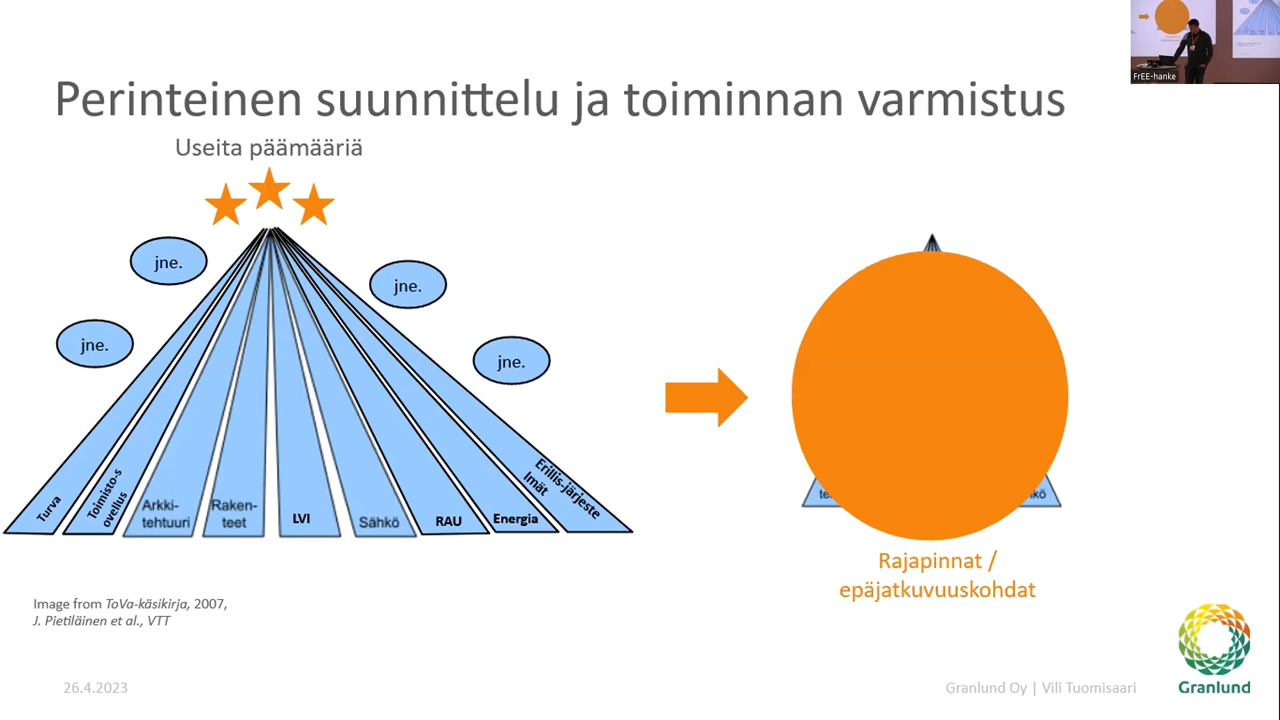 FrEE-hanke
Perinteinen suunnittelu ja toiminnan varmistus
Useita päämääriä
jne.
jne.
jne.
jne.
Turva
Toimisto-s
ovellus
Arkki-
tehtuuri
Raken-
teet
LVI
Sähkö
RAU
Energia
Erillis-järjeste
lmät
te
kö
Rajapinnat /
epäjatkuvuuskohdat
Image from ToVa-käsikirja, 2007,
J. Pietiläinen et al., VTT
26.4.2023
Granlund Oy | Vili Tuomisaari
Granlund